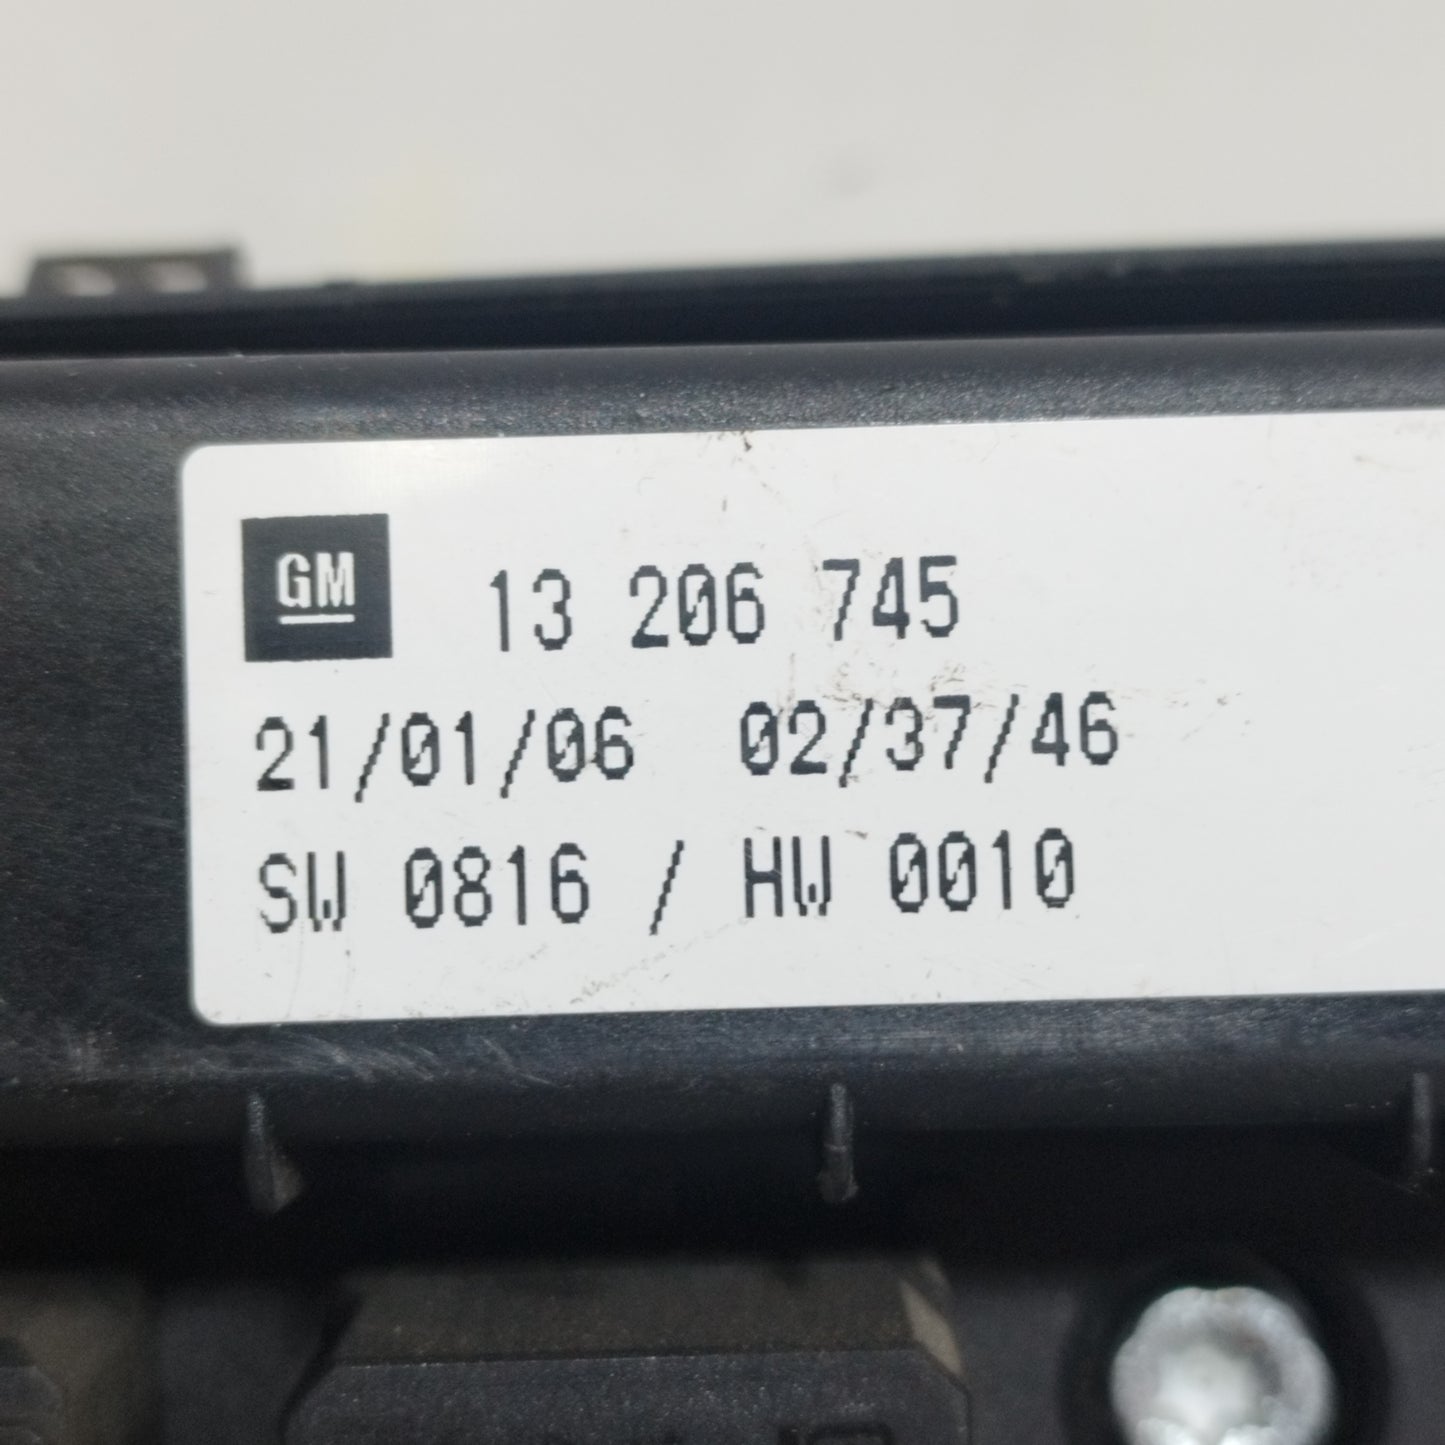 GM 13 206 745
21/01/06 02/37/46
SW 0816 / HW 0010